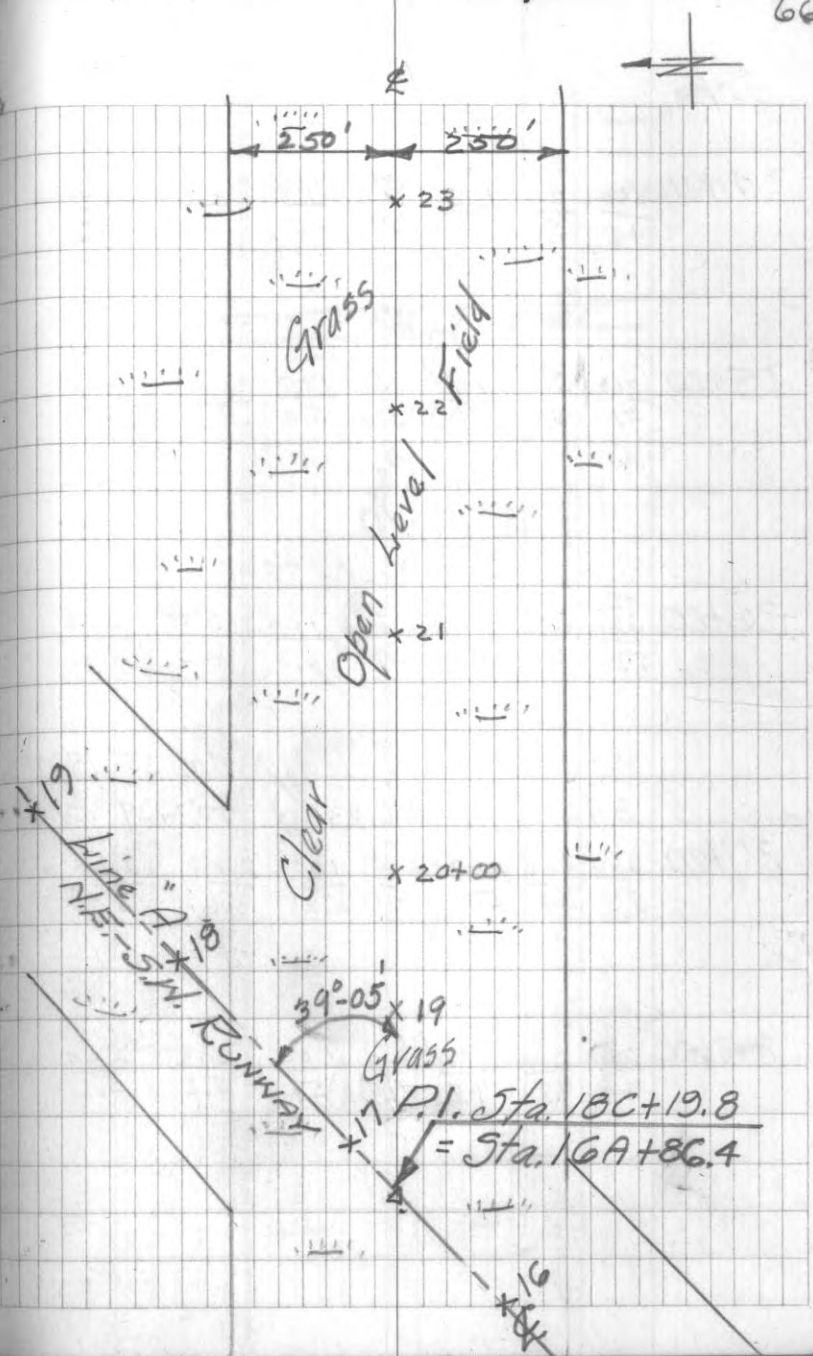 66
℄
250' 250'
23
Grass
Open Level Field
22
21
Clear
20+00
19
Line "A"
N.E.-S.W. RUNWAY
18
39°-05'
19
Grass
17
P.I. Sta. 18C+19.8
= Sta. 16A+86.4
16